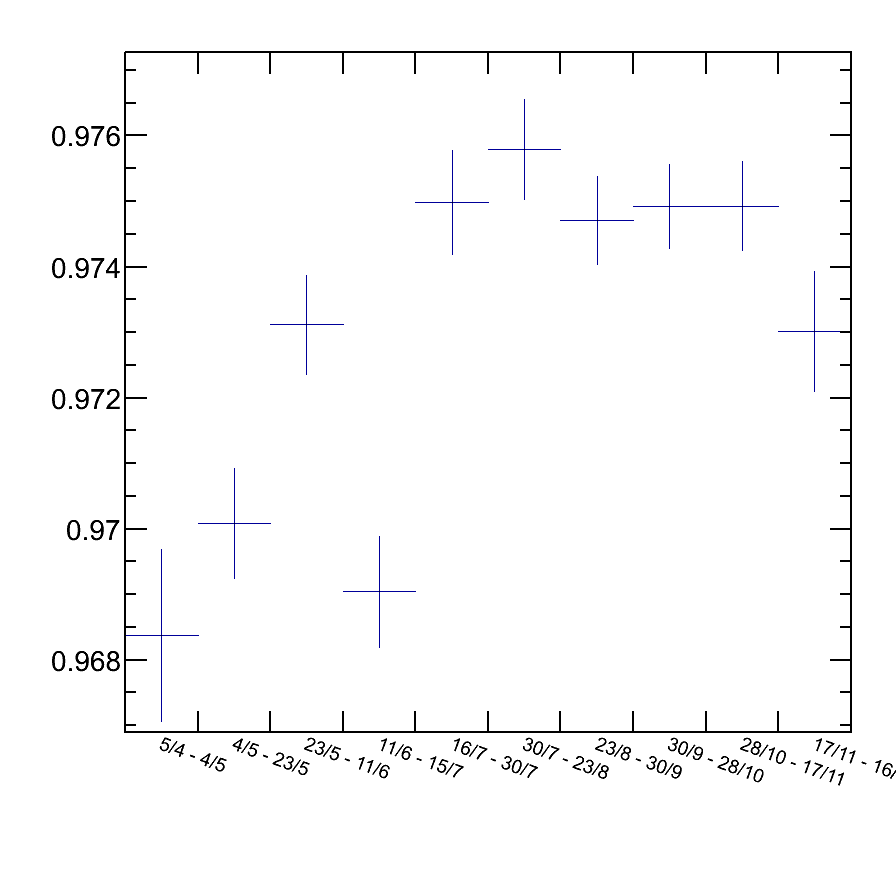 0.976
0.974
0.972
0.97
0.968
5/4 - 4/5
4/5 - 23/5
23/5 - 11/6
11/6 - 15/7
16/7 - 30/7
30/7 - 23/8
23/8 - 30/9
30/9 - 28/10
28/10 - 17/11
17/11 - 16/